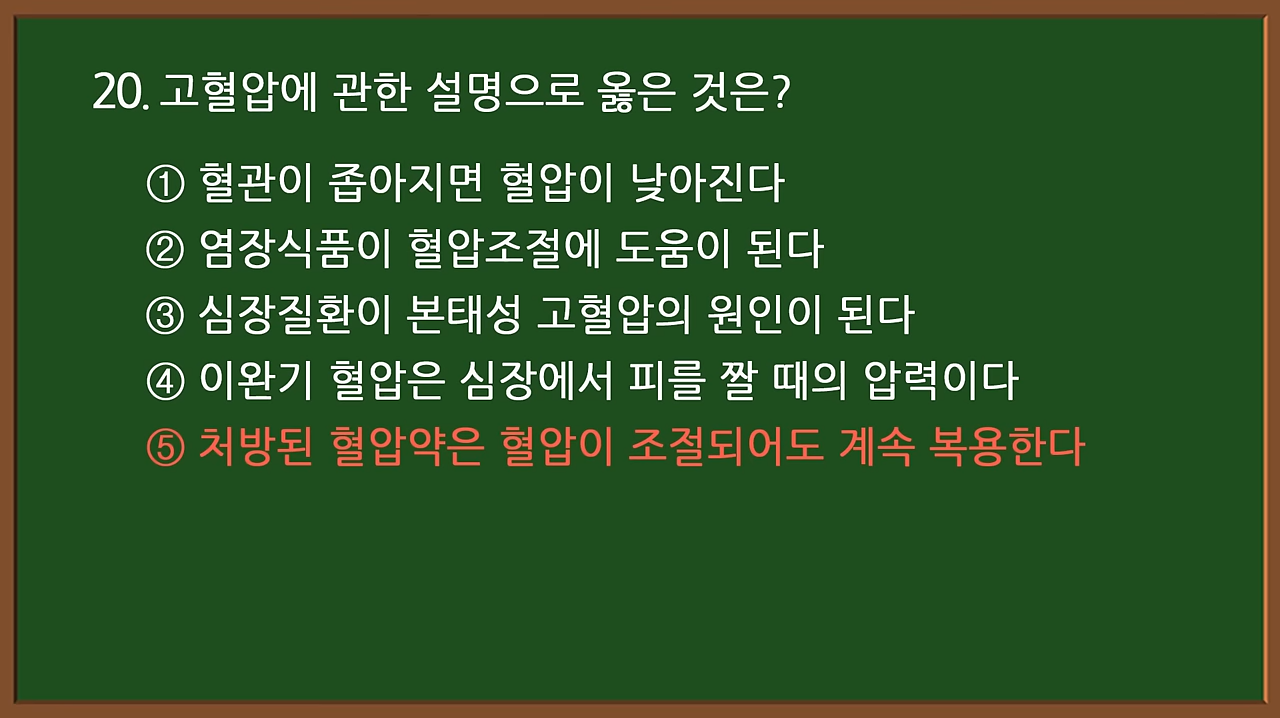 20. 고혈압에 관한 설명으로 옳은 것은?
① 혈관이 좁아지면 혈압이 낮아진다
② 염장식품이 혈압조절에 도움이 된다
③ 심장질환이 본태성 고혈압의 원인이 된다
④ 이완기 혈압은 심장에서 피를 짤 때의 압력이다
⑤ 처방된 혈압약은 혈압이 조절되어도 계속 복용한다